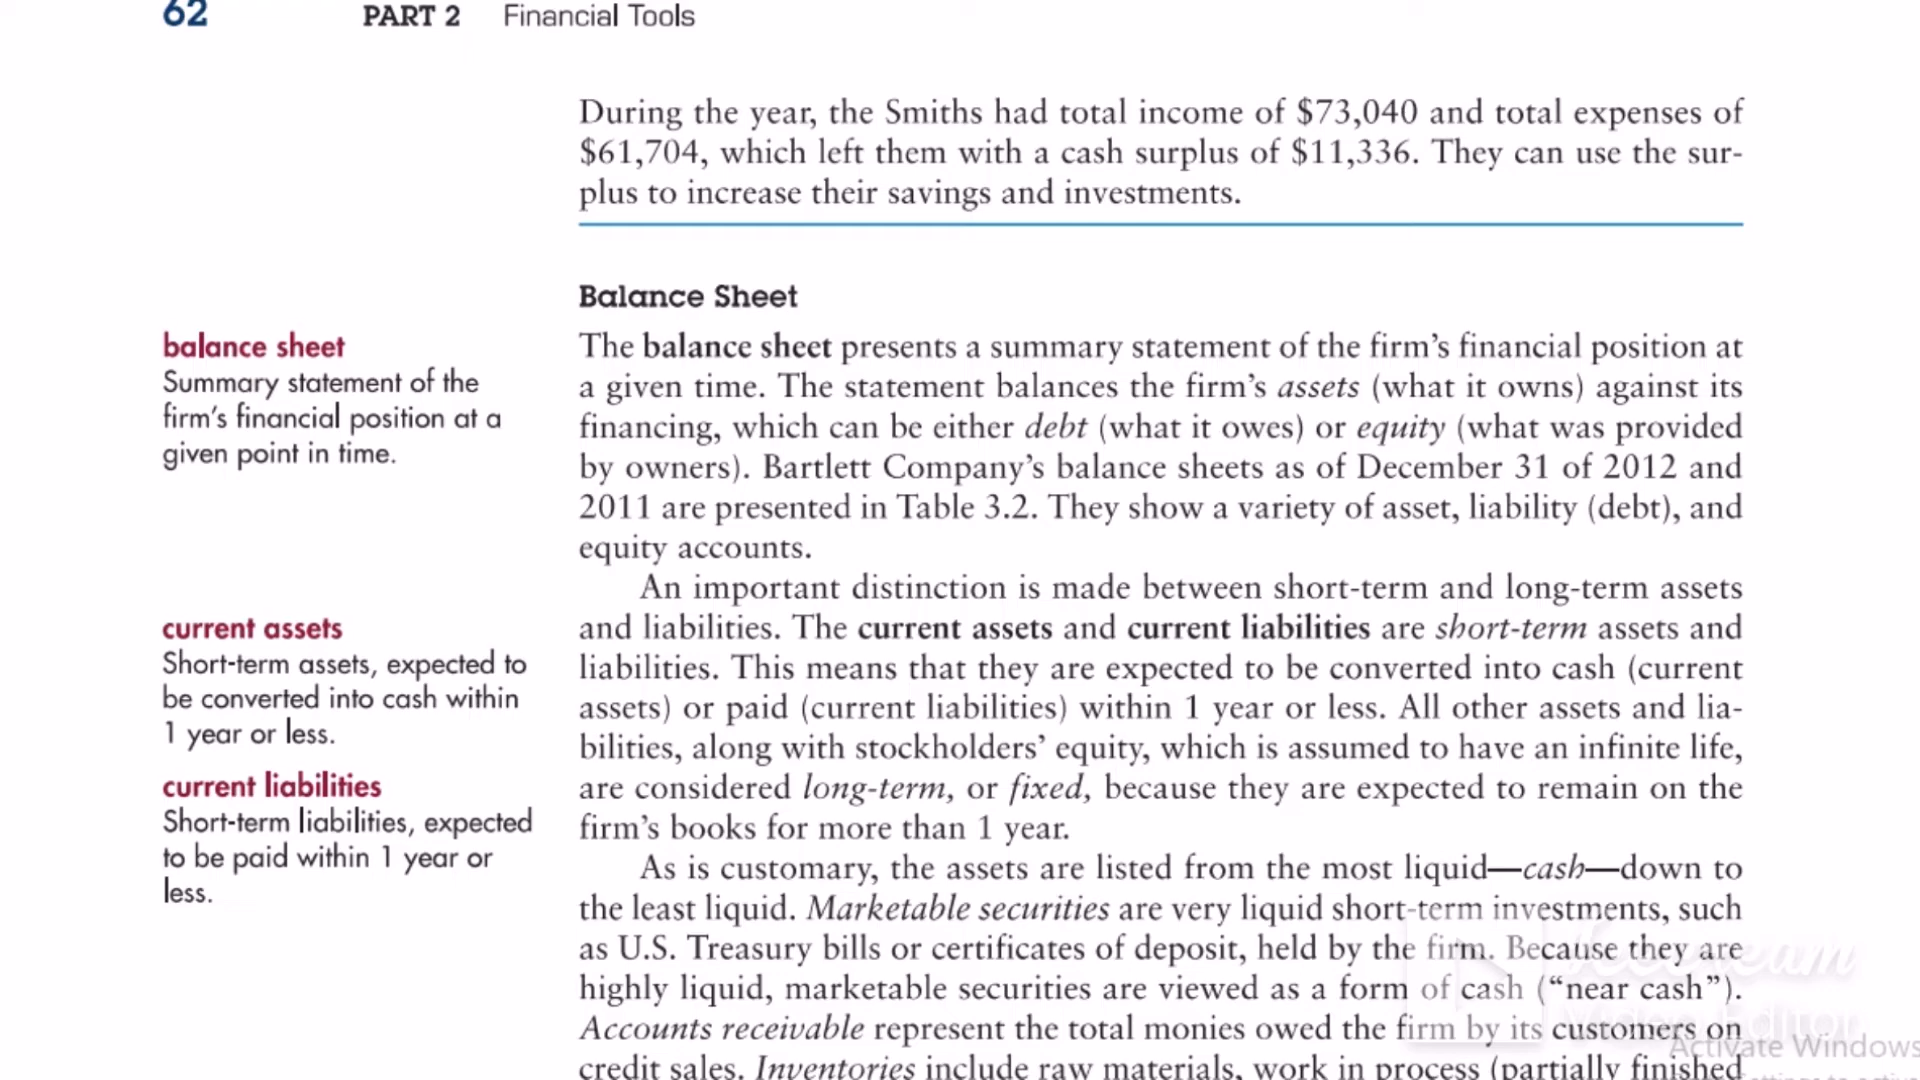 62 PART 2 Financial Tools
During the year, the Smiths had total income of $73,040 and total expenses of
$61,704, which left them with a cash surplus of $11,336. They can use the sur-
plus to increase their savings and investments.
Balance Sheet
balance sheet
Summary statement of the
firm’s financial position at a
given point in time.
The balance sheet presents a summary statement of the firm’s financial position at
a given time. The statement balances the firm’s assets (what it owns) against its
financing, which can be either debt (what it owes) or equity (what was provided
by owners). Bartlett Company’s balance sheets as of December 31 of 2012 and
2011 are presented in Table 3.2. They show a variety of asset, liability (debt), and
equity accounts.
current assets
Short-term assets, expected to
be converted into cash within
1 year or less.
current liabilities
Short-term liabilities, expected
to be paid within 1 year or
less.
An important distinction is made between short-term and long-term assets
and liabilities. The current assets and current liabilities are short-term assets and
liabilities. This means that they are expected to be converted into cash (current
assets) or paid (current liabilities) within 1 year or less. All other assets and lia-
bilities, along with stockholders’ equity, which is assumed to have an infinite life,
are considered long-term, or fixed, because they are expected to remain on the
firm’s books for more than 1 year.
As is customary, the assets are listed from the most liquid—cash—down to
the least liquid. Marketable securities are very liquid short-term investments, such
as U.S. Treasury bills or certificates of deposit, held by the firm. Because they are
highly liquid, marketable securities are viewed as a form of cash (“near cash”).
Accounts receivable represent the total monies owed the firm by its customers on
credit sales. Inventories include raw materials, work in process (partially finished
Video Editor
Activate Windows